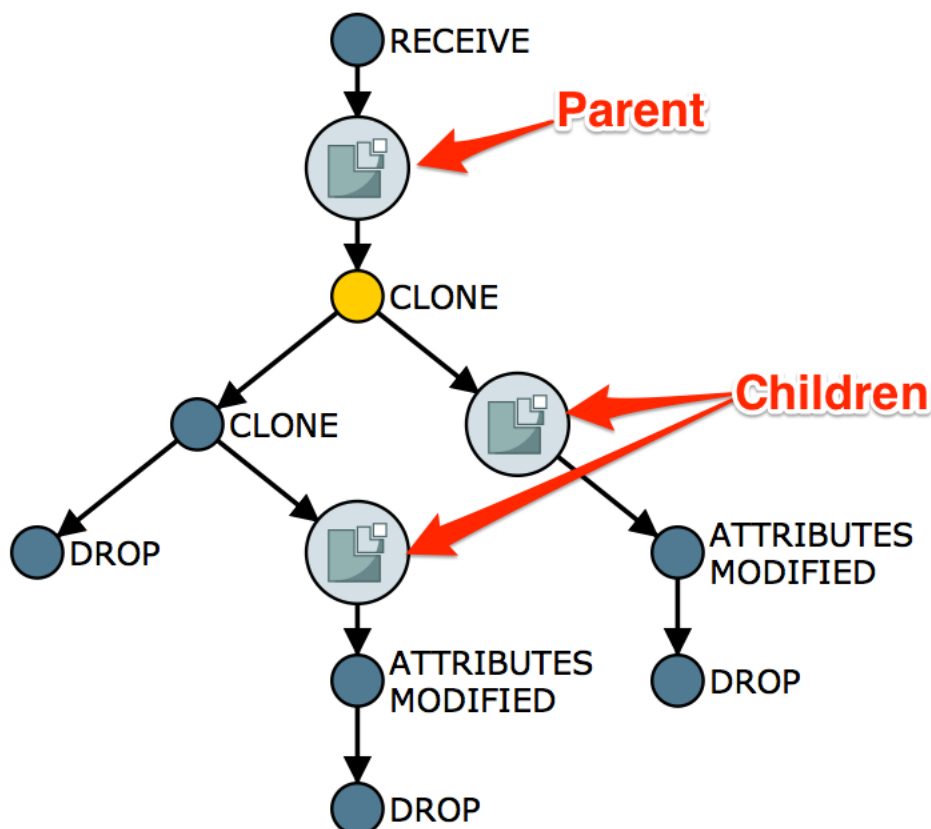 RECEIVE
Parent
CLONE
Children
CLONE
ATTRIBUTES
MODIFIED
DROP
ATTRIBUTES
MODIFIED
DROP
DROP